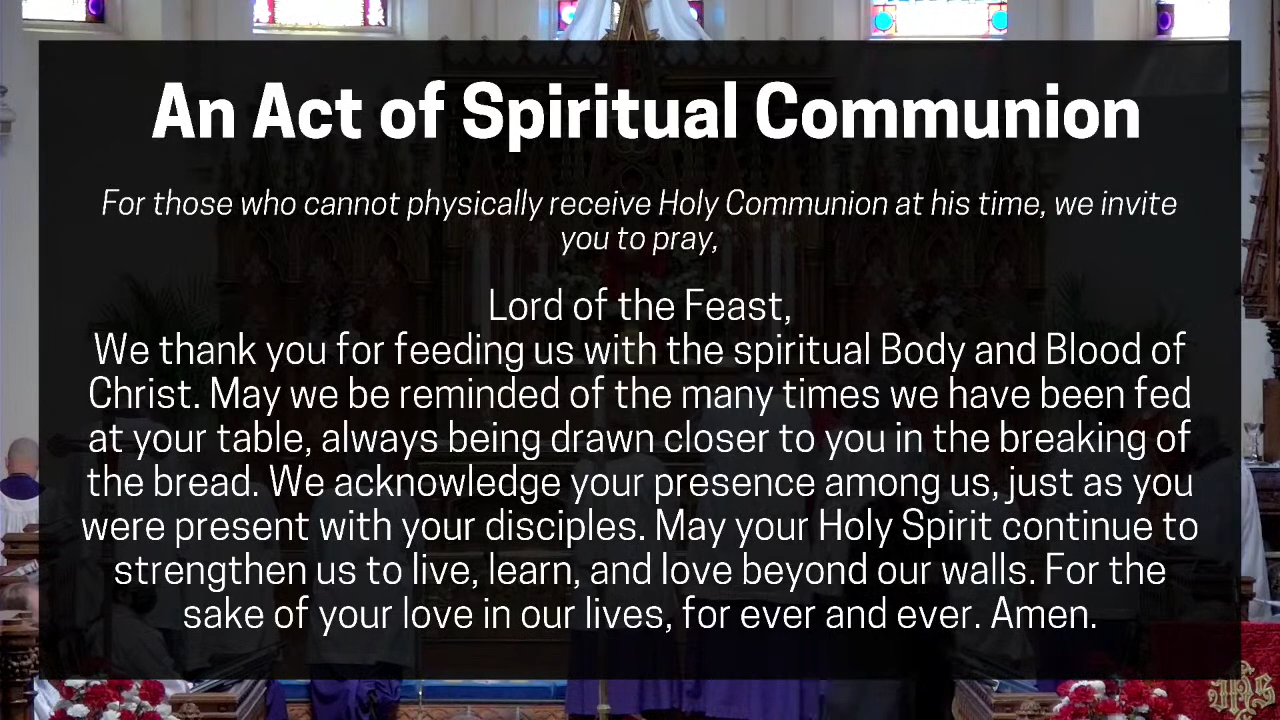 An Act of Spiritual Communion
For those who cannot physically receive Holy Communion at his time, we invite
you to pray,
Lord of the Feast,
We thank you for feeding us with the spiritual Body and Blood of
Christ. May we be reminded of the many times we have been fed
at your table, always being drawn closer to you in the breaking of
the bread. We acknowledge your presence among us, just as you
were present with your disciples. May your Holy Spirit continue to
strengthen us to live, learn, and love beyond our walls. For the
sake of your love in our lives, for ever and ever. Amen.